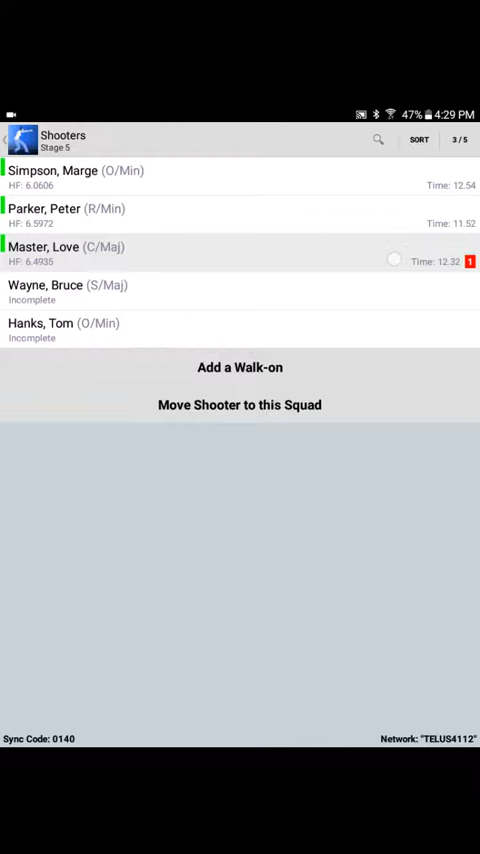 47% 4:29 PM
Shooters
Stage 5
SORT
3 / 5
Simpson, Marge (O/Min)
HF: 6.0606
Time: 12.54
Parker, Peter (R/Min)
HF: 6.5972
Time: 11.52
Master, Love (C/Maj)
HF: 6.4935
Time: 12.32
1
Wayne, Bruce (S/Maj)
Incomplete
Hanks, Tom (O/Min)
Incomplete
Add a Walk-on
Move Shooter to this Squad
Sync Code: 0140
Network: "TELUS4112"